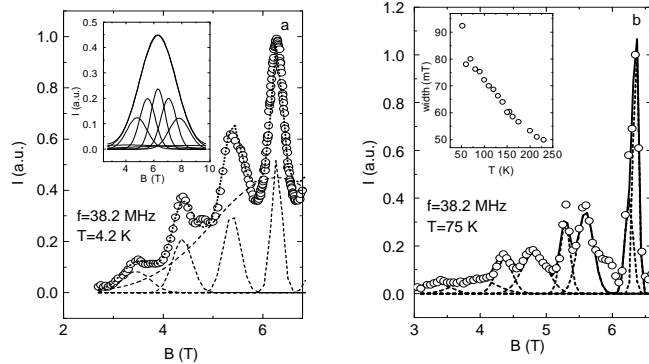 a
I (a.u.)
1.0
0.8
0.6
0.4
0.2
0.0
2 4 6
B (T)
f=38.2 MHz
T=4.2 K
I (a.u.)
0.5
0.4
0.3
0.2
0.1
0.0
4 6 8 10
B (T)
b
I (a.u.)
1.2
1.0
0.8
0.6
0.4
0.2
0.0
3 4 5 6
B (T)
f=38.2 MHz
T=75 K
width (mT)
90
80
70
60
50
50 100 150 200
T (K)